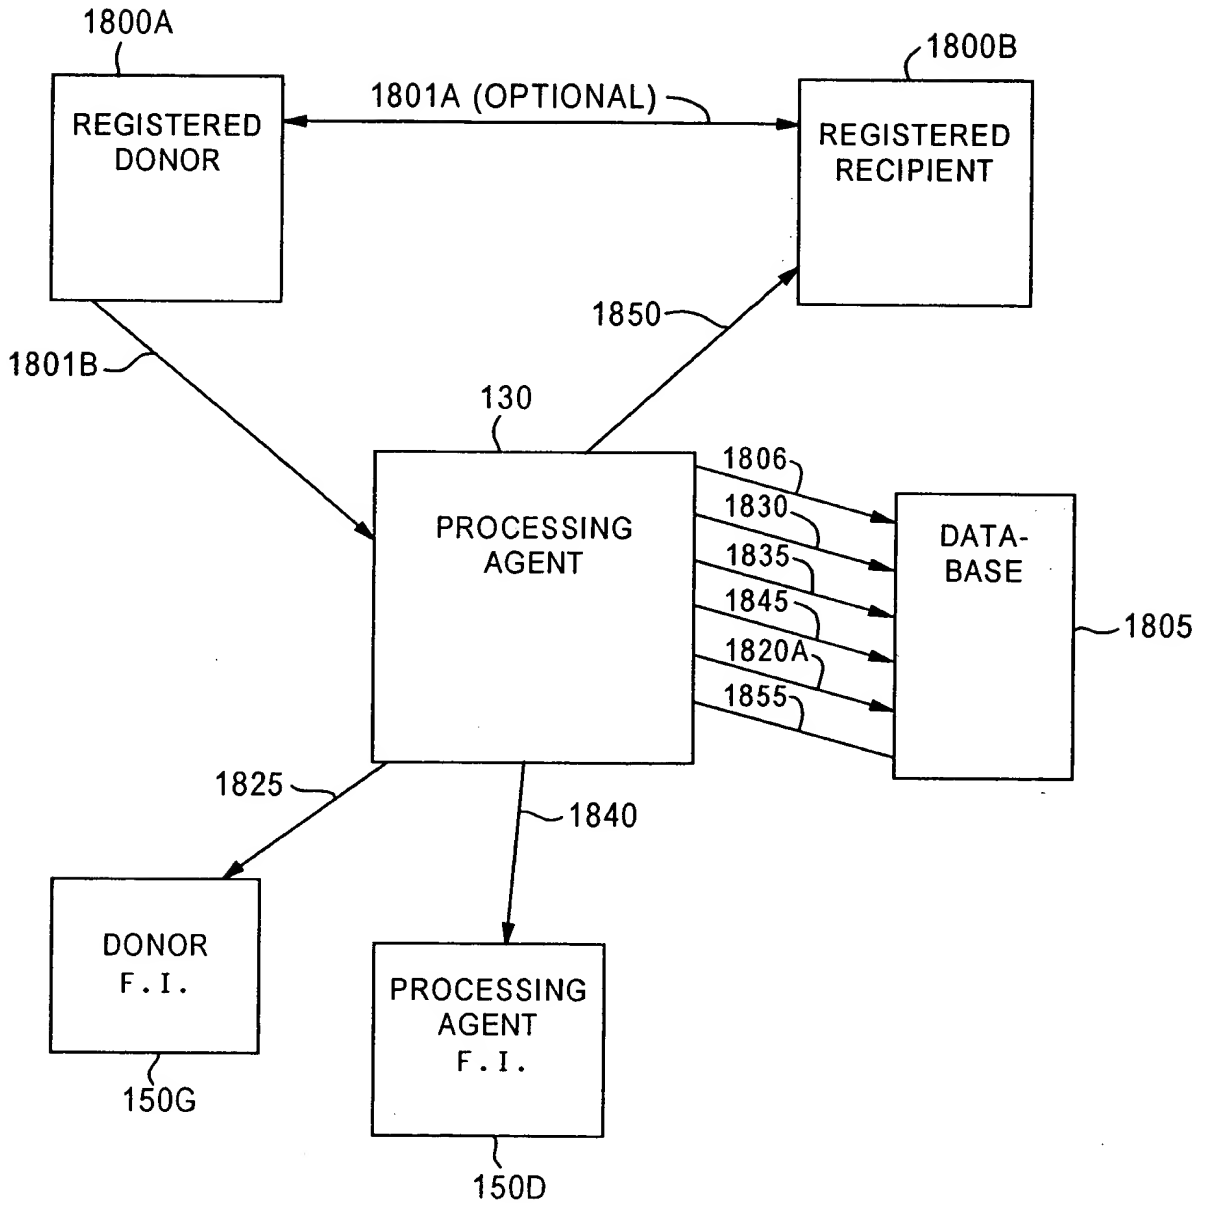 1800A
1800B
1801A (OPTIONAL)
REGISTERED
DONOR
REGISTERED
RECIPIENT
1850
1801B
130
1806
1830
1835
1845
1820A
1855
PROCESSING
AGENT
DATA-
BASE
1805
1825
1840
DONOR
F.I.
PROCESSING
AGENT
F.I.
150G
150D